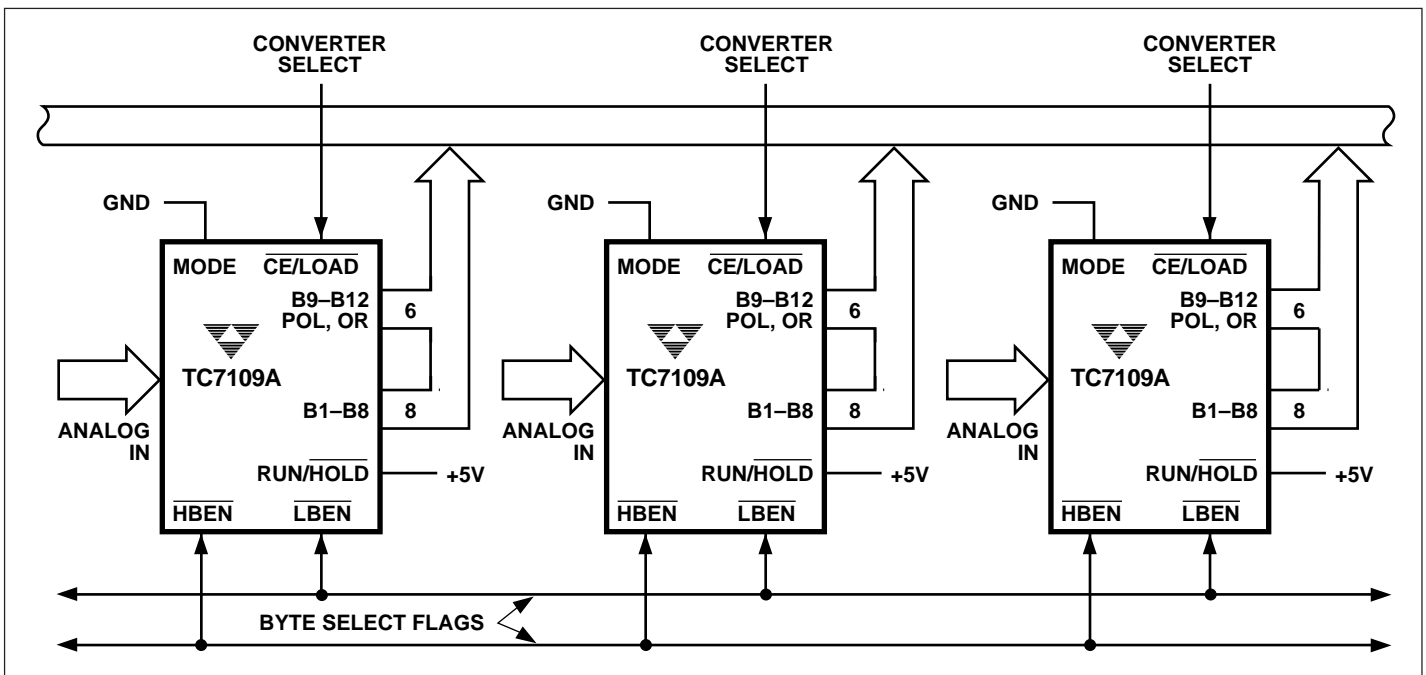 CONVERTER
SELECT
CONVERTER
SELECT
CONVERTER
SELECT
GND
GND
GND
MODE CE/LOAD
B9–B12
POL, OR
6
TC7109A
ANALOG
IN
B1–B8
8
RUN/HOLD
+5V
HBEN LBEN
MODE CE/LOAD
B9–B12
POL, OR
6
TC7109A
ANALOG
IN
B1–B8
8
RUN/HOLD
+5V
HBEN LBEN
MODE CE/LOAD
B9–B12
POL, OR
6
TC7109A
ANALOG
IN
B1–B8
8
RUN/HOLD
+5V
HBEN LBEN
BYTE SELECT FLAGS